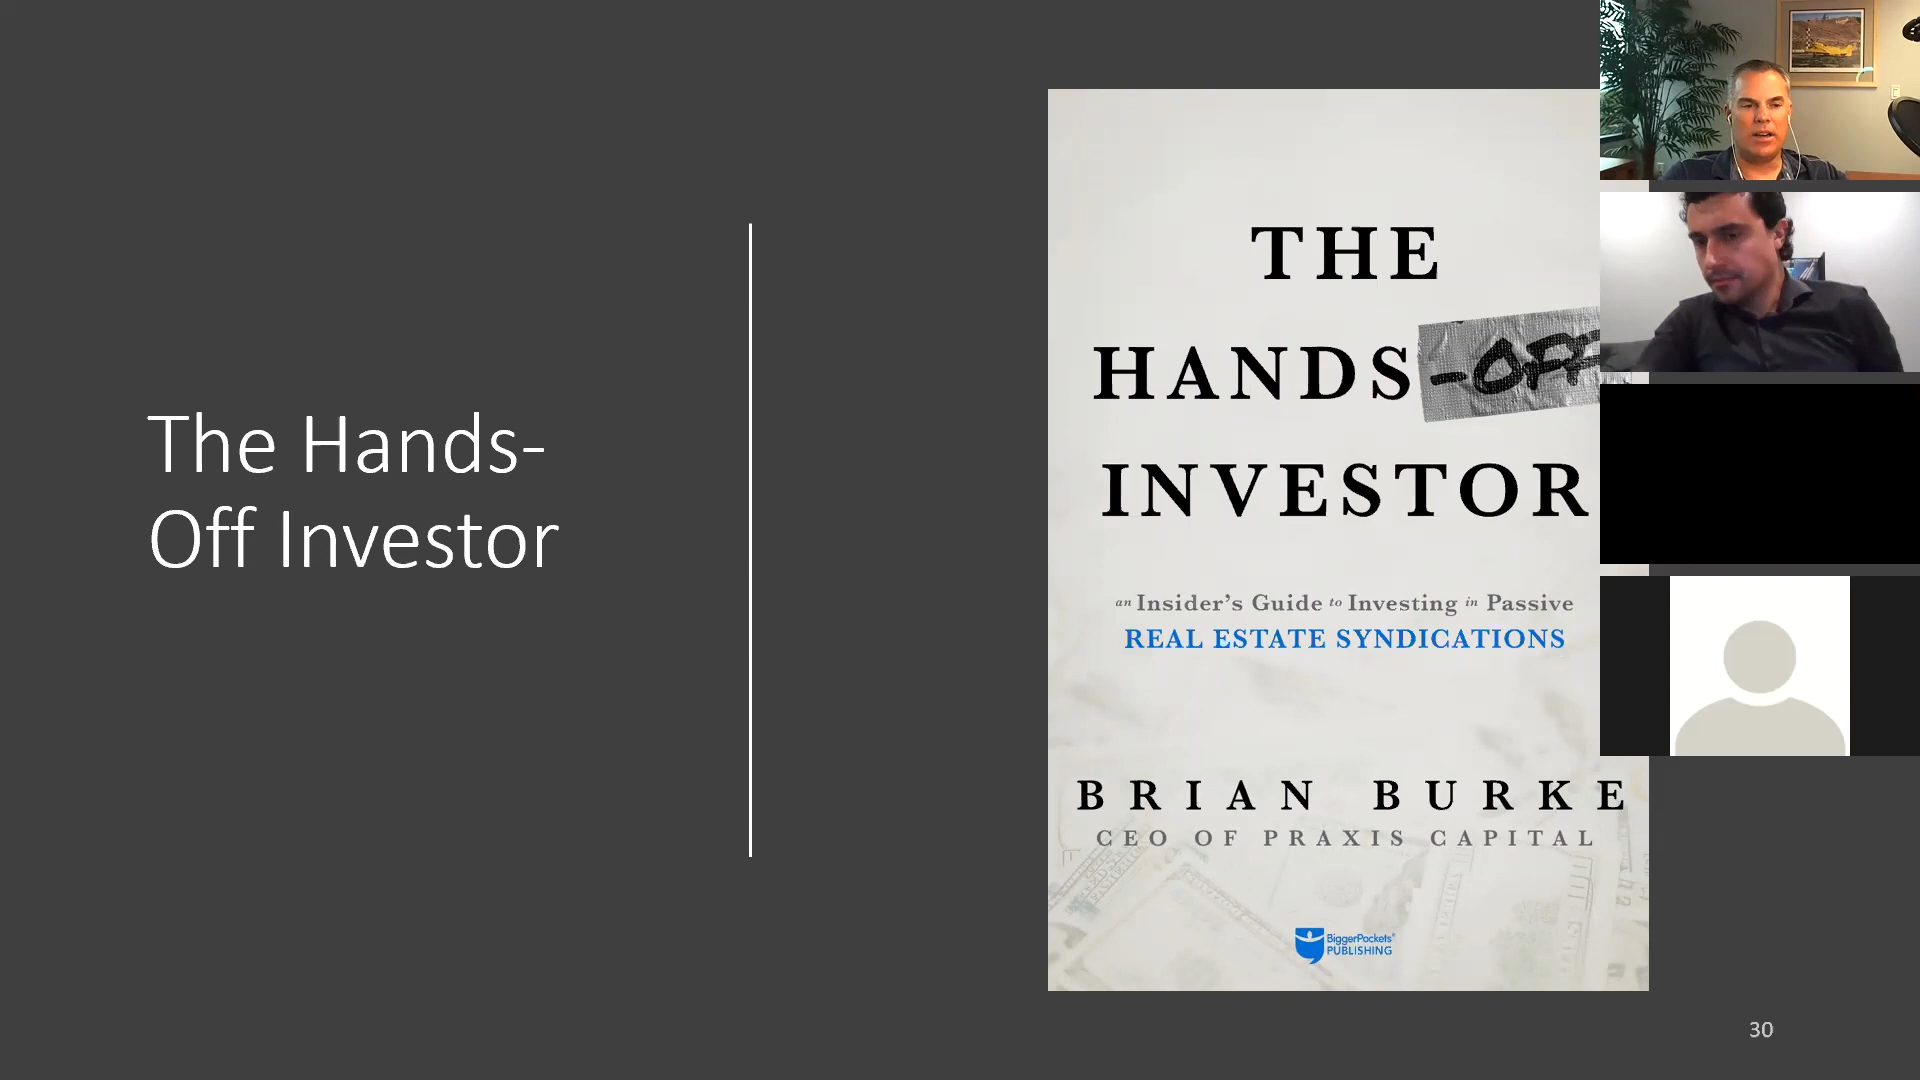 The Hands-
Off Investor
THE
HANDS -OFF
INVESTOR
an Insider's Guide to Investing in Passive
REAL ESTATE SYNDICATIONS
BRIAN BURKE
CEO OF PRAXIS CAPITAL
BiggerPockets®
PUBLISHING
30